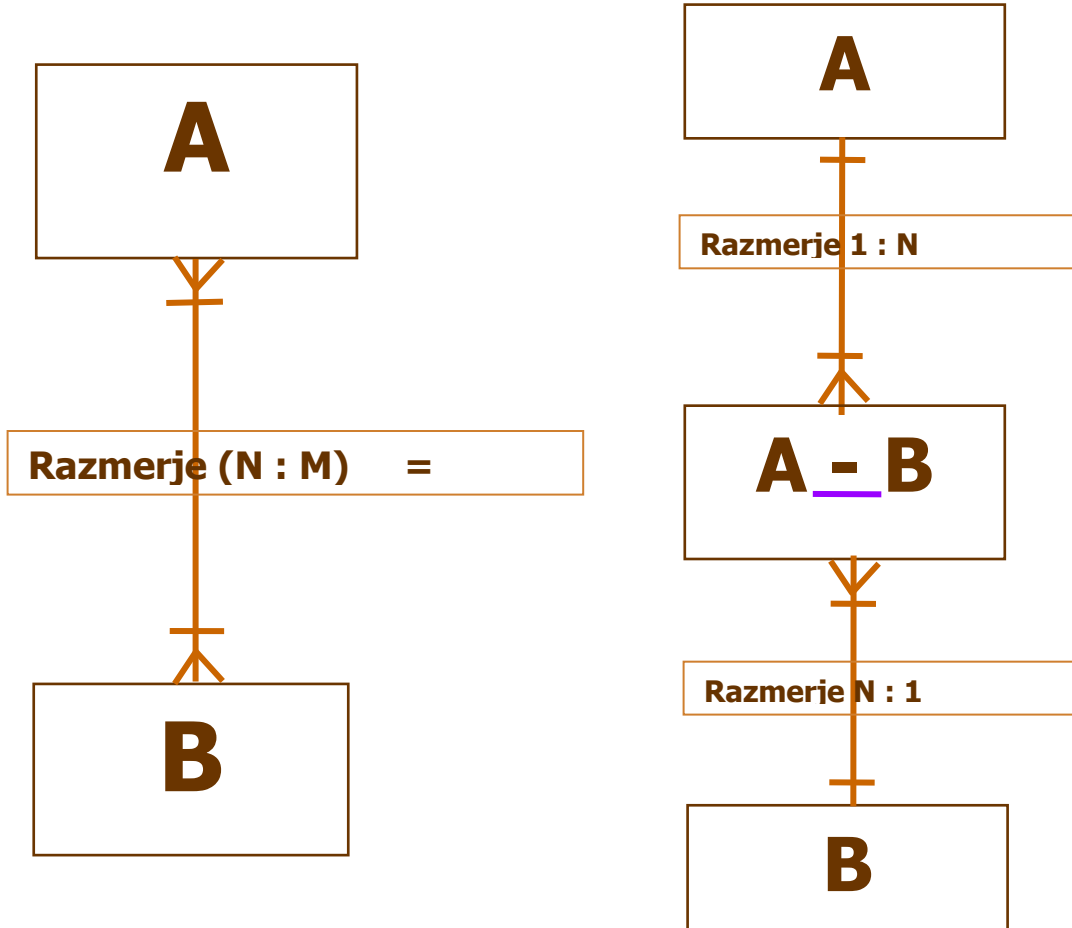 A
Razmerje (N : M) =
B
A
Razmerje 1 : N
A - B
Razmerje N : 1
B